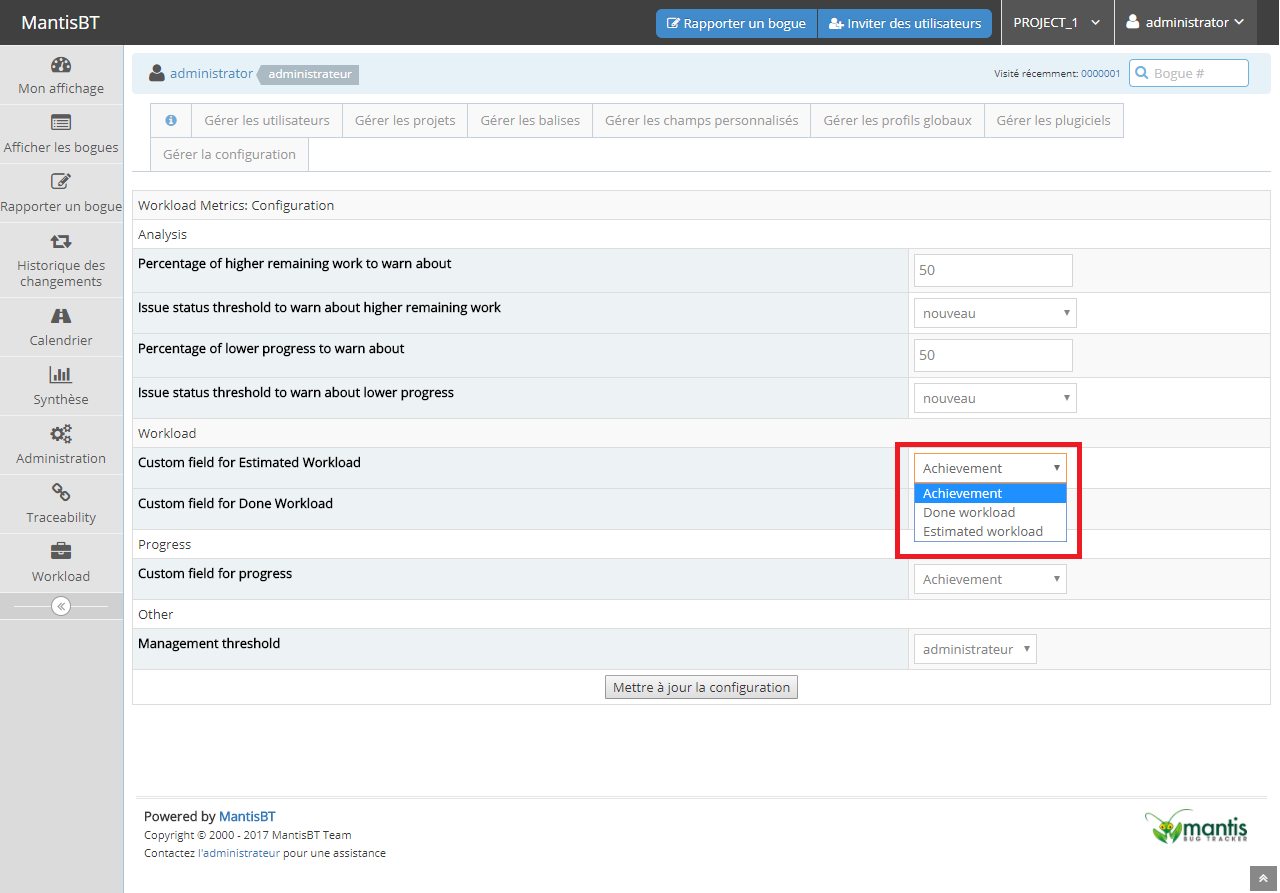 MantisBT
Rapporter un bogue
Inviter des utilisateurs
PROJECT_1
administrator
Mon affichage
Afficher les bogues
Rapporter un bogue
Historique des
changements
Calendrier
Synthèse
Administration
Traceability
Workload
administrator
administrateur
Visité récemment: 0000001
Bogue #
Gérer les utilisateurs
Gérer les projets
Gérer les balises
Gérer les champs personnalisés
Gérer les profils globaux
Gérer les plugiciels
Gérer la configuration
Workload Metrics: Configuration
Analysis
Percentage of higher remaining work to warn about
50
Issue status threshold to warn about higher remaining work
nouveau
Percentage of lower progress to warn about
50
Issue status threshold to warn about lower progress
nouveau
Workload
Custom field for Estimated Workload
Achievement
Achievement
Done workload
Estimated workload
Custom field for Done Workload
Progress
Custom field for progress
Achievement
Other
Management threshold
administrateur
Mettre à jour la configuration
Powered by MantisBT
Copyright © 2000 - 2017 MantisBT Team
Contactez l'administrateur pour une assistance
mantis
BUG TRACKER